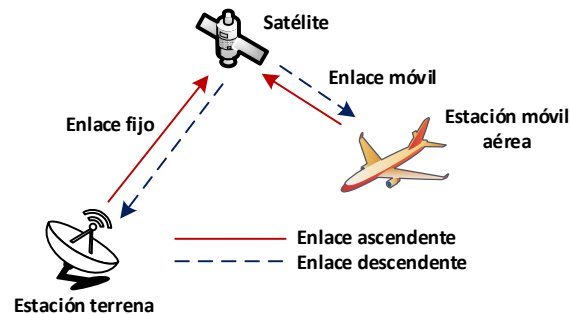 Satélite
Enlace móvil
Enlace fijo
Estación móvil
aérea
Enlace ascendente
Enlace descendente
Estación terrena